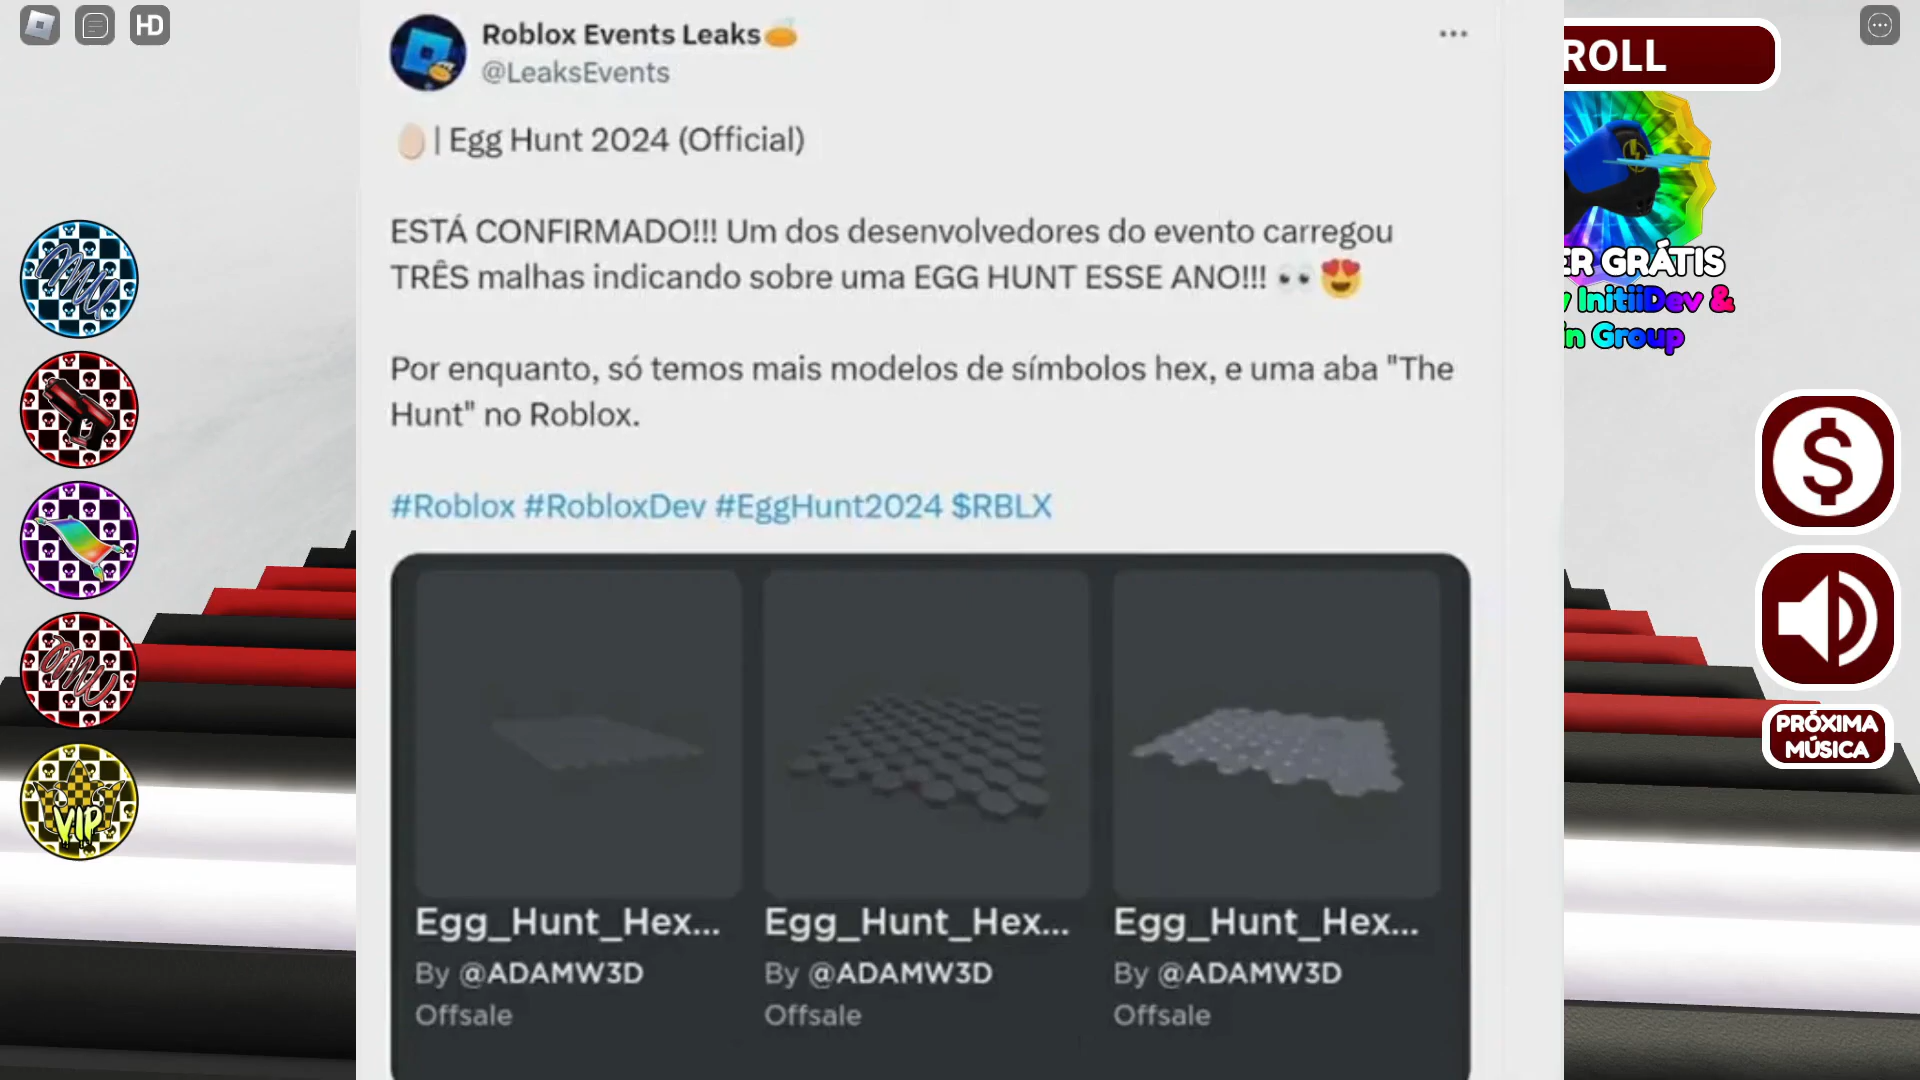 HD
Roblox Events Leaks
@LeaksEvents
| Egg Hunt 2024 (Official)
ESTÁ CONFIRMADO!!! Um dos desenvolvedores do evento carregou
TRÊS malhas indicando sobre uma EGG HUNT ESSE ANO!!!
Por enquanto, só temos mais modelos de símbolos hex, e uma aba "The
Hunt" no Roblox.
#Roblox #RobloxDev #EggHunt2024 $RBLX
Egg_Hunt_Hex...
By @ADAMW3D
Offsale
Egg_Hunt_Hex...
By @ADAMW3D
Offsale
Egg_Hunt_Hex...
By @ADAMW3D
Offsale
ROLL
ER GRÁTIS
InitiiDev &
n Group
$
PRÓXIMA
MÚSICA
VIP